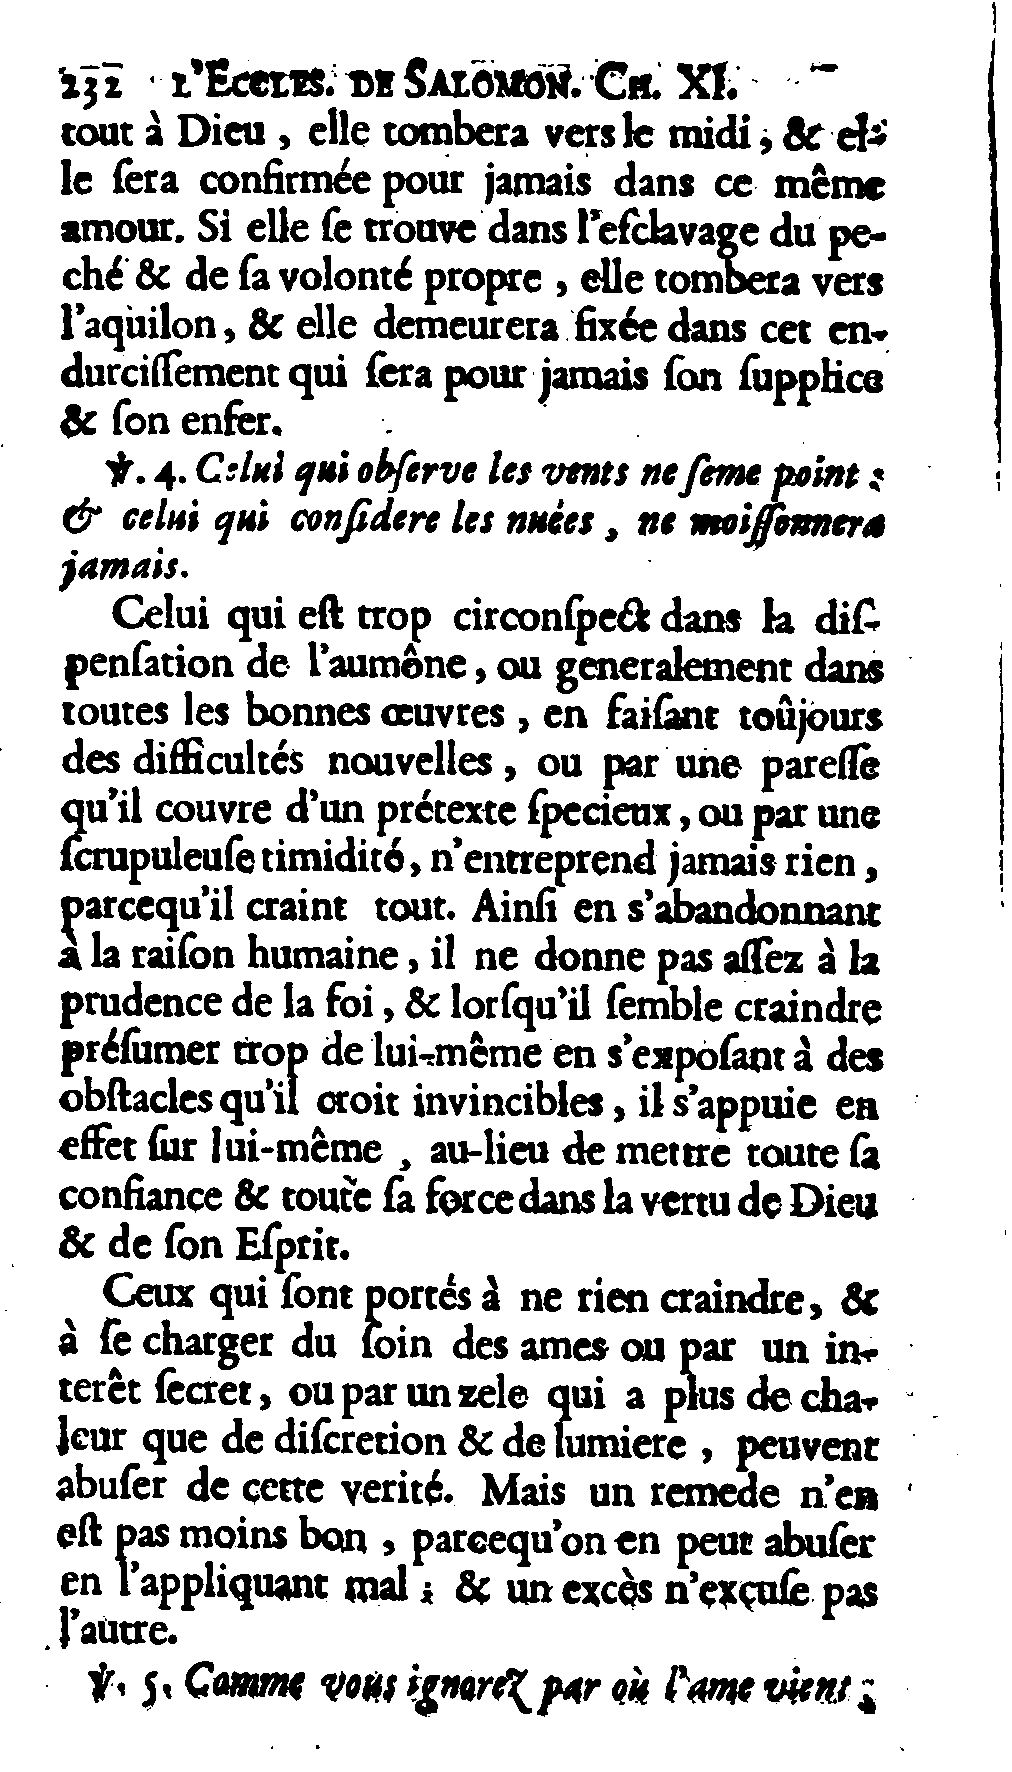 232 L'ECCLES. DE SALOMON. CH. XI.
tout à Dieu, elle tombera vers le midi; & el-
le ſera confirmée pour jamais dans ce même
amour. Si elle ſe trouve dans l'eſclavage du pe-
ché & de ſa volonté propre, elle tombera vers
l'aquilon, & elle demeurera fixée dans cet en-
durciſſement qui ſera pour jamais ſon ſupplice
& ſon enfer.
℣. 4. Celui qui obſerve les vents ne ſeme point :
& celui qui conſidere les nuées, ne moiſſonnera
jamais.
Celui qui eſt trop circonſpect dans la diſ-
penſation de l'aumône, ou generalement dans
toutes les bonnes œuvres, en faiſant toûjours
des difficultés nouvelles, ou par une pareſſe
qu'il couvre d'un prétexte ſpecieux, ou par une
ſcrupuleuſe timidité, n'entreprend jamais rien,
parcequ'il craint tout. Ainſi en s'abandonnant
à la raiſon humaine, il ne donne pas aſſez à la
prudence de la foi, & lorſqu'il ſemble craindre
préſumer trop de lui-même en s'expoſant à des
obſtacles qu'il croit invincibles, il s'appuie en
effet ſur lui-même, au-lieu de mettre toute ſa
confiance & toute ſa force dans la vertu de Dieu
& de ſon Eſprit.
Ceux qui ſont portés à ne rien craindre, &
à ſe charger du ſoin des ames ou par un in-
terêt ſecret, ou par un zele qui a plus de cha-
leur que de diſcretion & de lumiere, peuvent
abuſer de cette verité. Mais un remede n'en
eſt pas moins bon, parcequ'on en peut abuſer
en l'appliquant mal; & un excès n'excuſe pas
l'autre.
℣. 5. Comme vous ignorez par où l'ame vient;